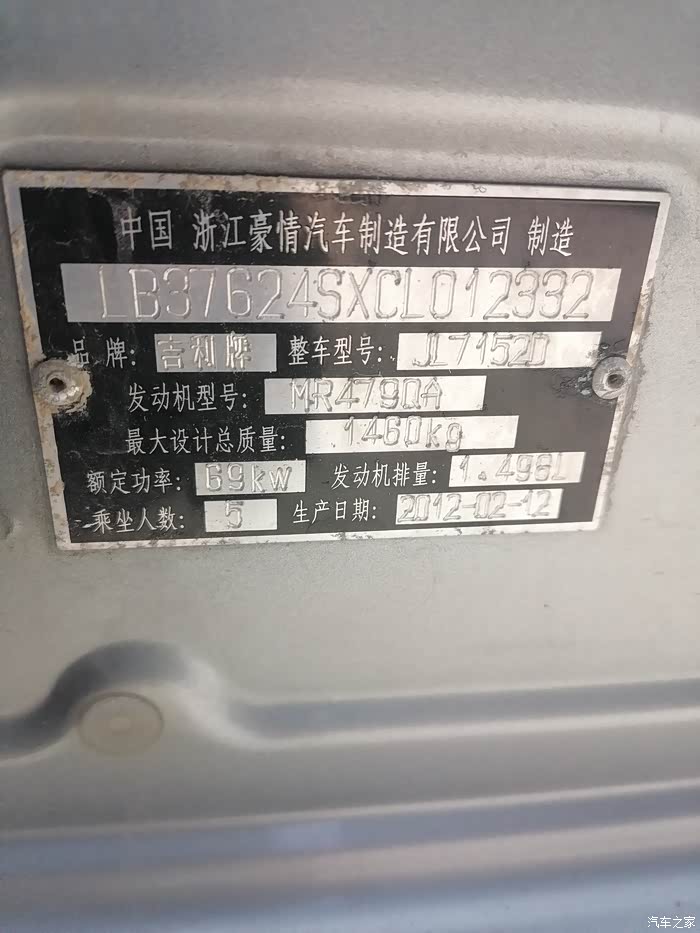 中国 浙江豪情汽车制造有限公司 制造
LB37624SXCL012332
品牌: 吉利牌 整车型号: JL7152D
发动机型号: MR479QA
最大设计总质量: 1460kg
额定功率: 69kw 发动机排量: 1.498L
乘坐人数: 5 生产日期: 2012-02-12
汽车之家